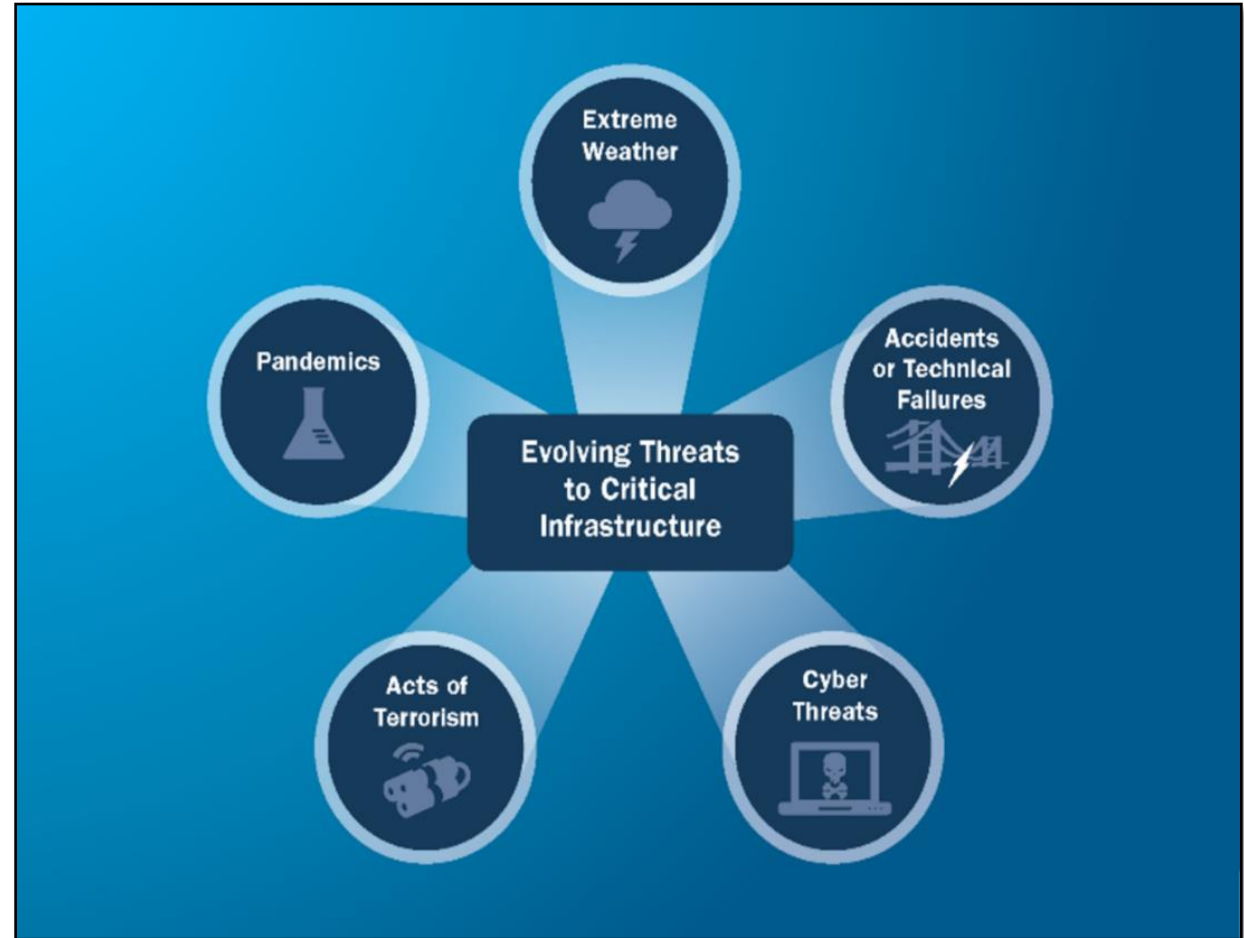 Extreme
Weather
Accidents
or Technical
Failures
Pandemics
Evolving Threats
to Critical
Infrastructure
Acts of
Terrorism
Cyber
Threats